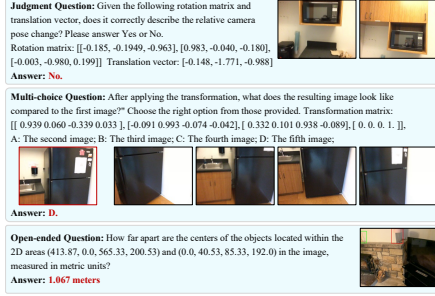 Judgment Question: Given the following rotation matrix and
translation vector, does it correctly describe the relative camera
pose change? Please answer Yes or No.
Rotation matrix: [[-0.185, -0.1949, -0.963], [0.983, -0.040, -0.180],
[-0.003, -0.980, 0.199]] Translation vector: [-0.148, -1.771, -0.988]
Answer: No.
Multi-choice Question: After applying the transformation, what does the resulting image look like
compared to the first image?" Choose the right option from those provided. Transformation matrix:
[[ 0.939 0.060 -0.339 0.033 ], [-0.091 0.993 -0.074 -0.042], [ 0.332 0.101 0.938 -0.089], [ 0. 0. 0. 1. ]],
A: The second image; B: The third image; C: The fourth image; D: The fifth image;
Answer: D.
Open-ended Question: How far apart are the centers of the objects located within the
2D areas (413.87, 0.0, 565.33, 200.53) and (0.0, 40.53, 85.33, 192.0) in the image,
measured in metric units?
Answer: 1.067 meters